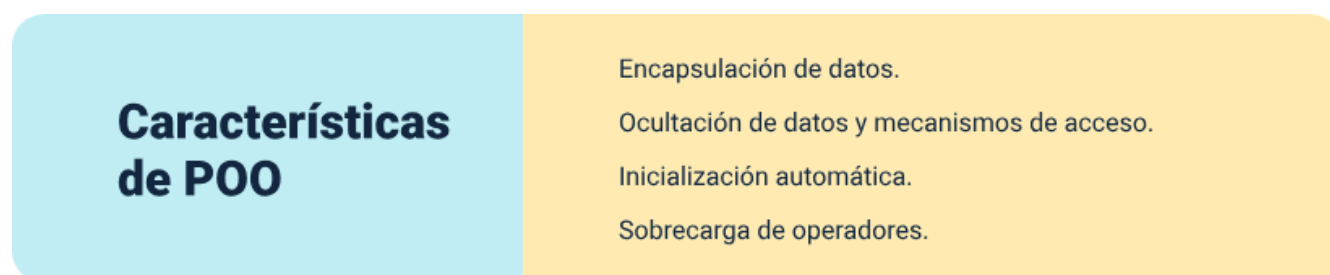 Características
de POO
Encapsulación de datos.
Ocultación de datos y mecanismos de acceso.
Inicialización automática.
Sobrecarga de operadores.